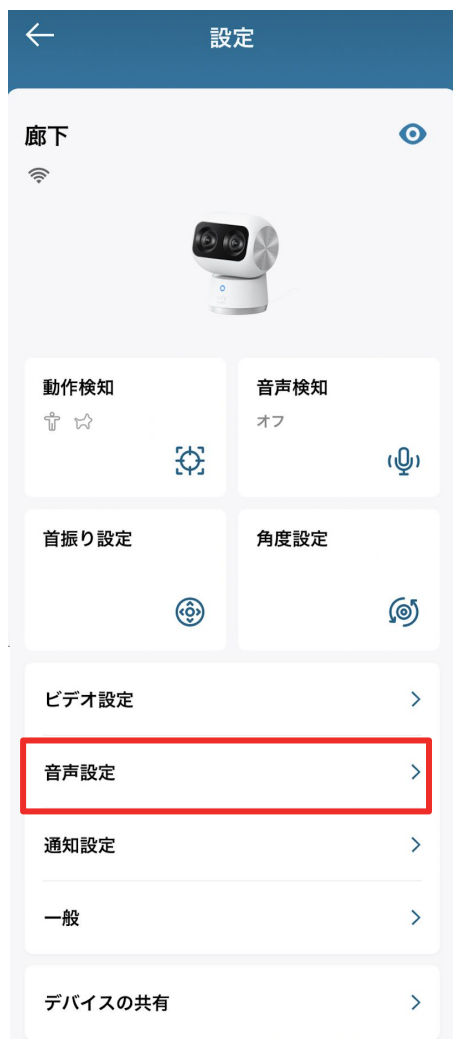 設定
廊下
動作検知
音声検知
オフ
首振り設定
角度設定
ビデオ設定
音声設定
通知設定
一般
デバイスの共有